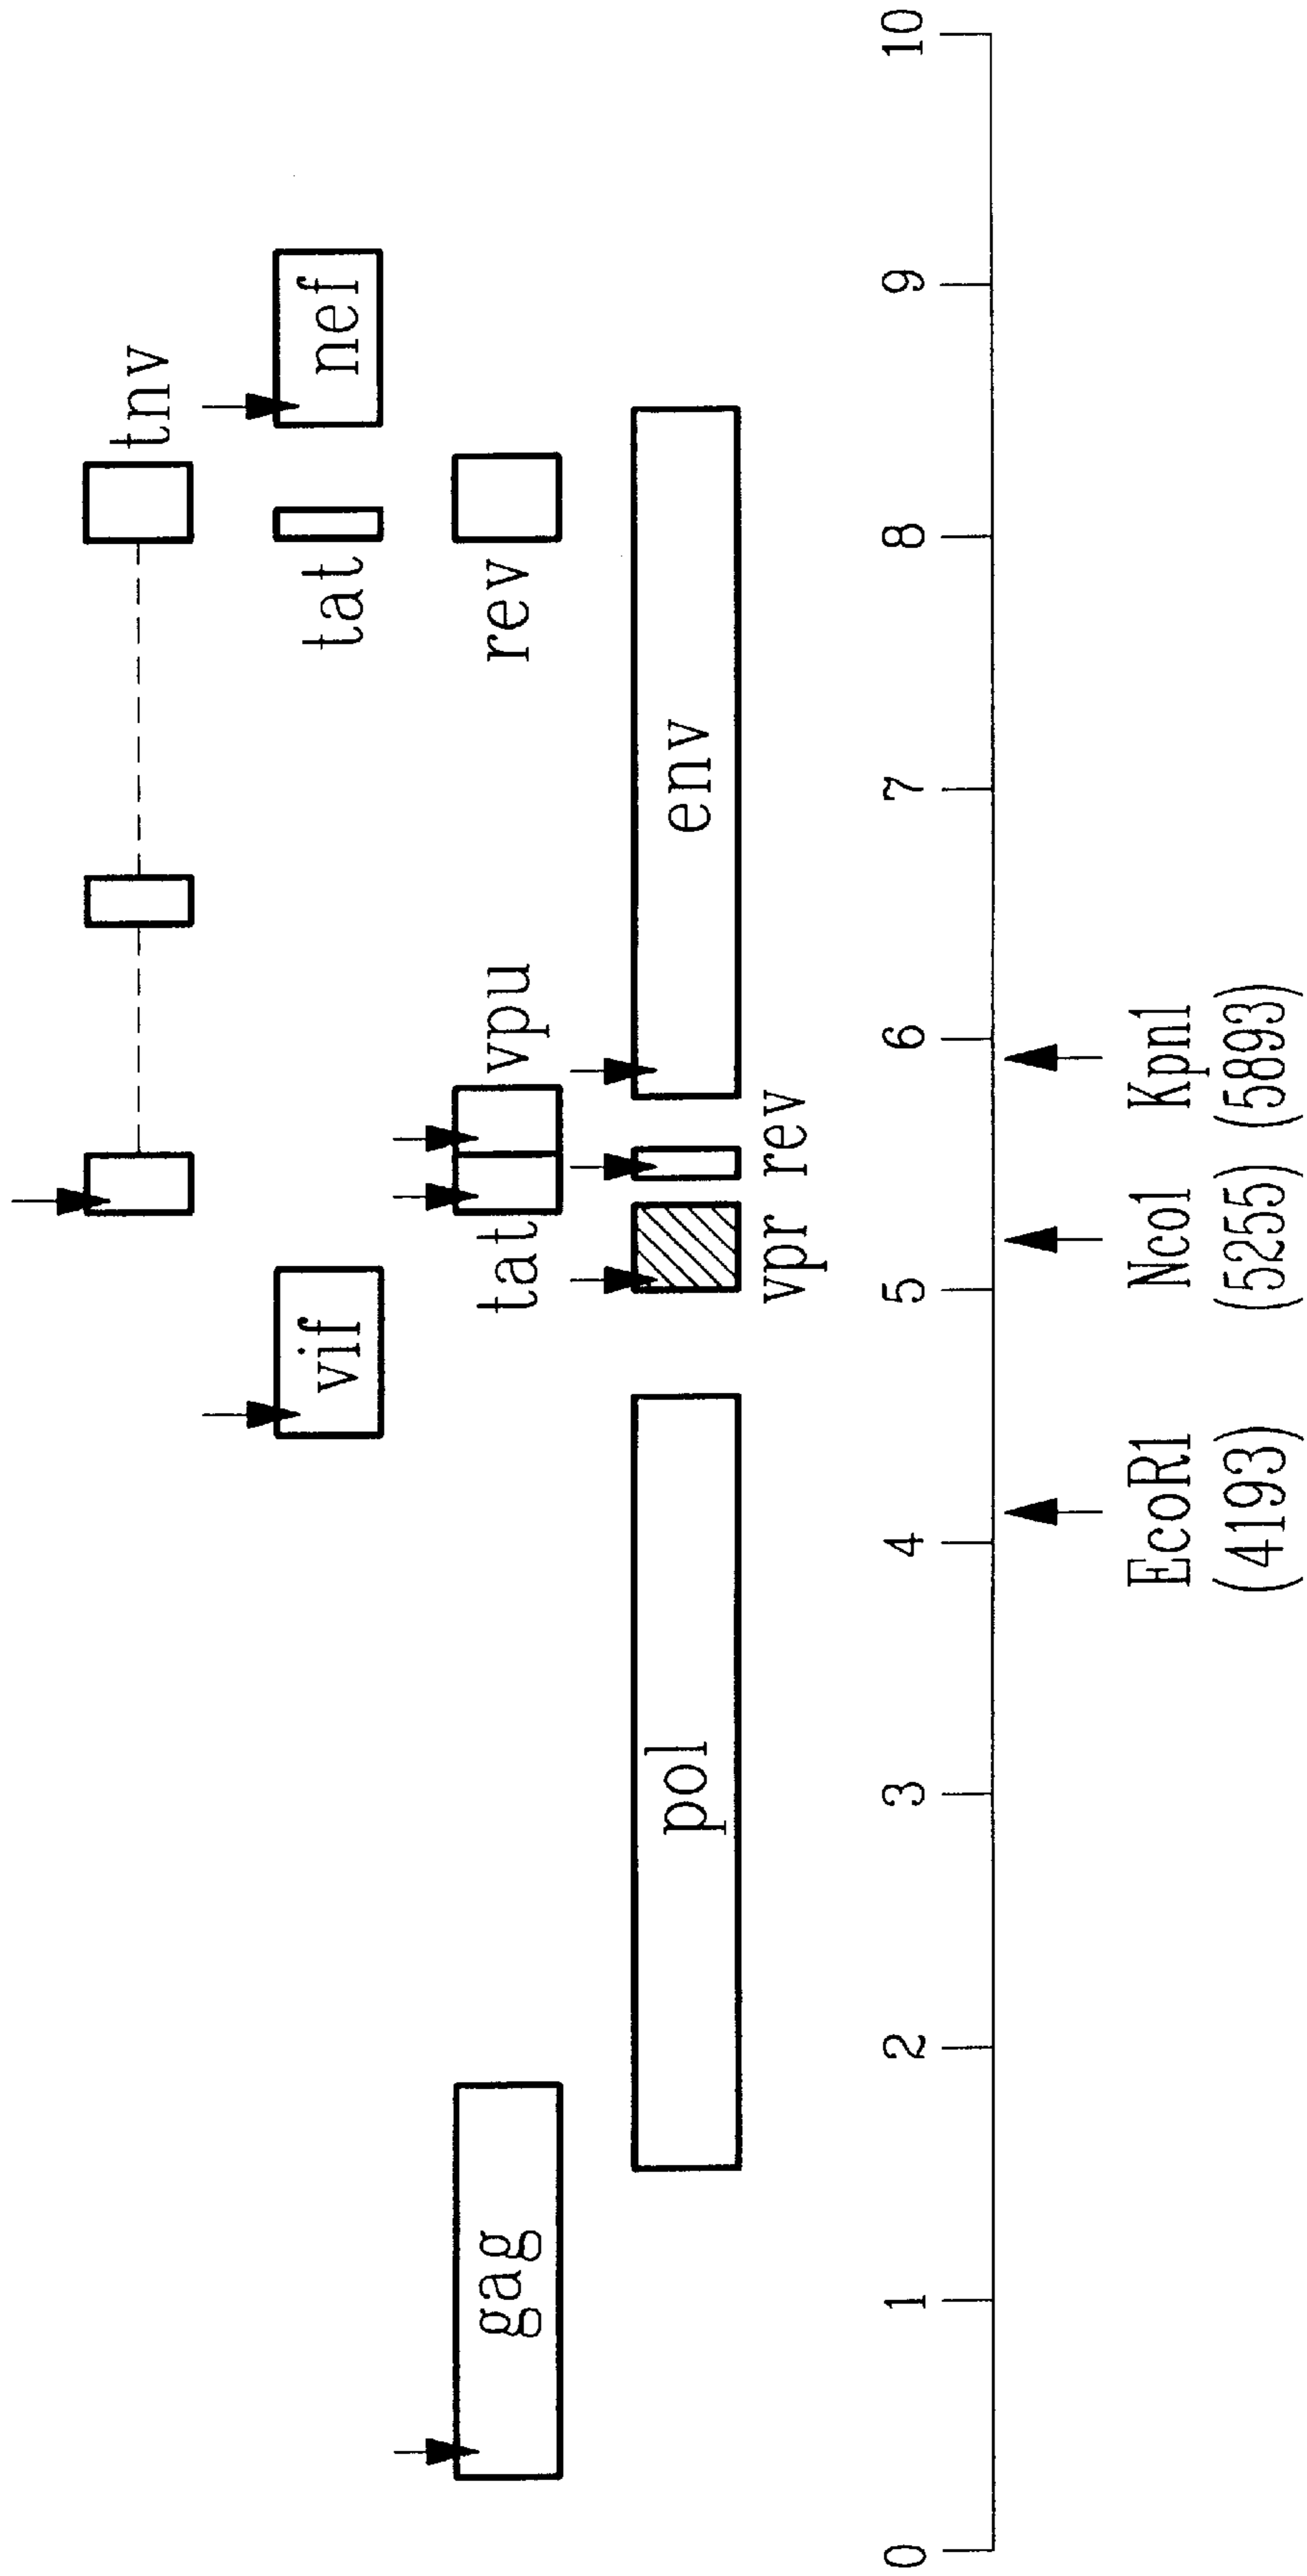 tnv
vif
nef
tat
gag
tat
vpu
rev
pol
env
vpr
rev
0 1 2 3 4 5 6 7 8 9 10
EcoR1 Nco1 Kpn1
(4193) (5255) (5893)